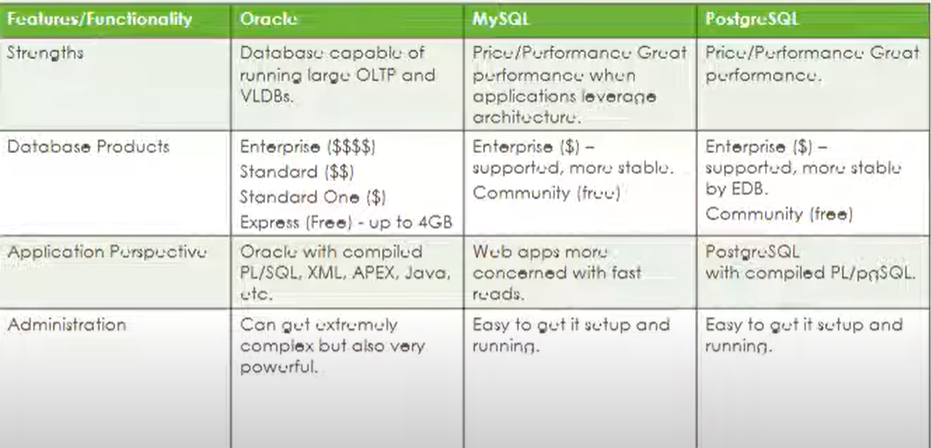 Features/Functionality
Oracle
MySQL
PostgreSQL
Strengths
Database capable of
running large OLTP and
VLDBs.
Price/Performance Great
performance when
applications leverage
architecture.
Price/Performance Great
performance.
Database Products
Enterprise ($$$$)
Standard ($$)
Standard One ($)
Express (Free) - up to 4GB
Enterprise ($) –
supported, more stable.
Community (free)
Enterprise ($) –
supported, more stable
by EDB.
Community (free)
Application Perspective
Oracle with compiled
PL/SQL, XML, APEX, Java,
etc.
Web apps more
concerned with fast
reads.
PostgreSQL
with compiled PL/pgSQL.
Administration
Can get extremely
complex but also very
powerful.
Easy to get it setup and
running.
Easy to get it setup and
running.